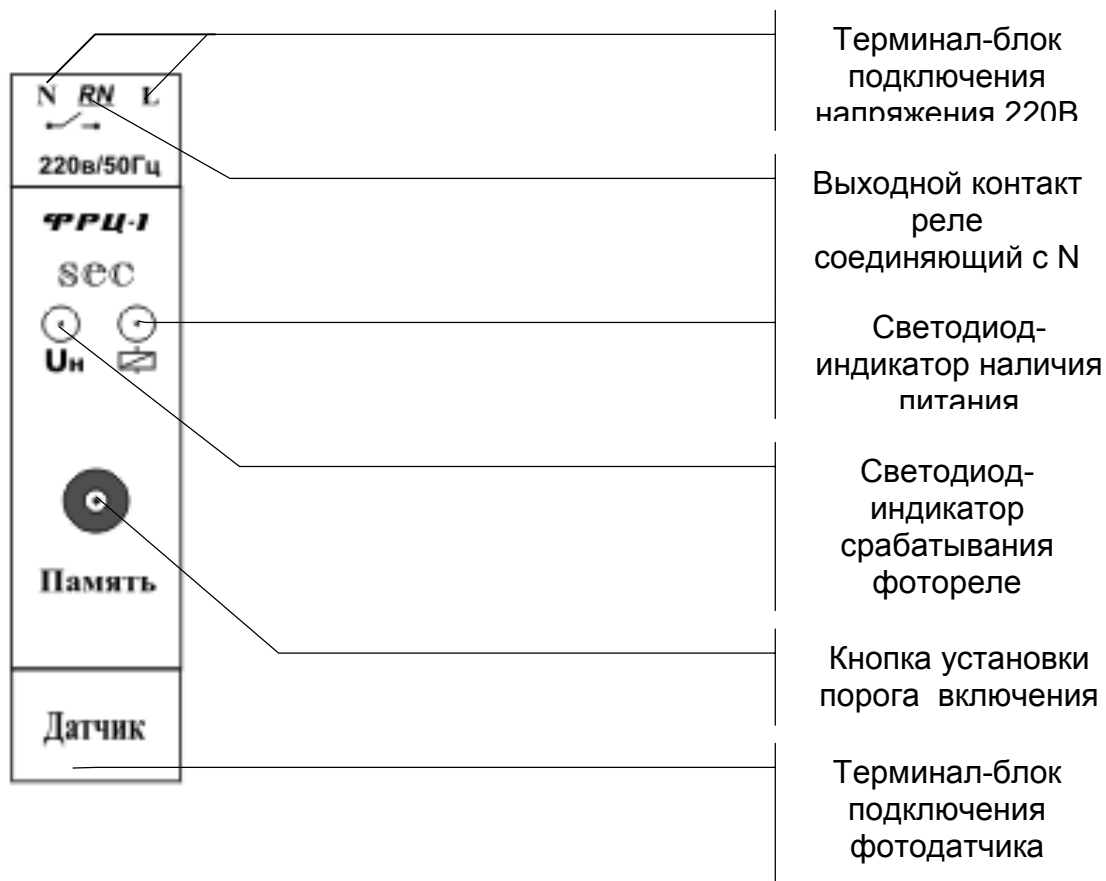 N RN L
220в/50Гц
ФРЦ-1
sec
Uн
Память
Датчик
Терминал-блок
подключения
напряжения 220В
Выходной контакт
реле
соединяющий с N
Светодиод-
индикатор наличия
питания
Светодиод-
индикатор
срабатывания
фотореле
Кнопка установки
порога включения
Терминал-блок
подключения
фотодатчика